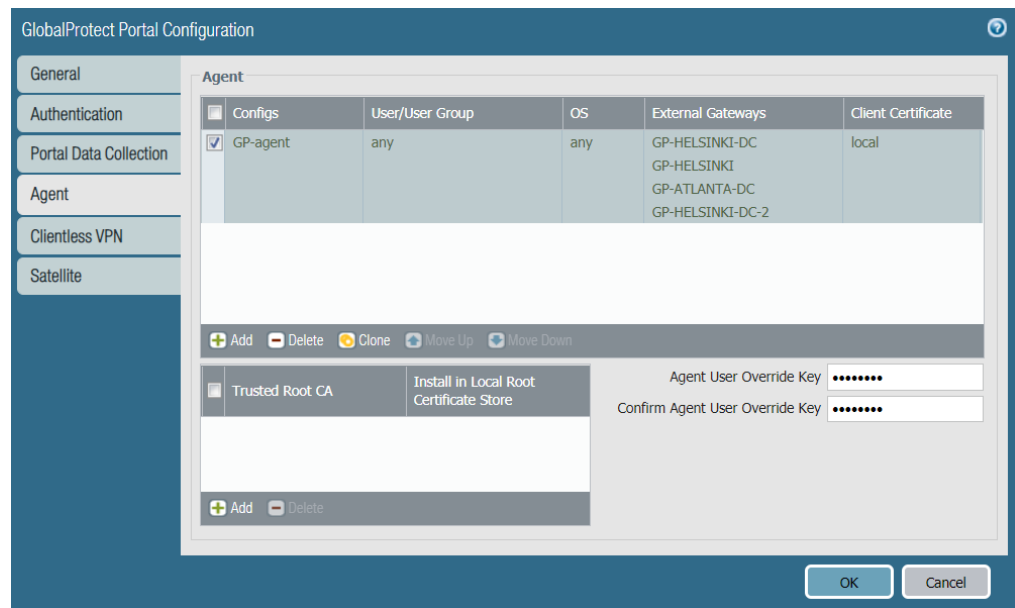 GlobalProtect Portal Configuration
General
Authentication
Portal Data Collection
Agent
Clientless VPN
Satellite
Agent
Configs User/User Group OS External Gateways Client Certificate
GP-agent any any GP-HELSINKI-DC local
GP-HELSINKI
GP-ATLANTA-DC
GP-HELSINKI-DC-2
Add Delete Clone Move Up Move Down
Trusted Root CA Install in Local Root
Certificate Store
Add Delete
Agent User Override Key ••••••••
Confirm Agent User Override Key ••••••••
OK Cancel